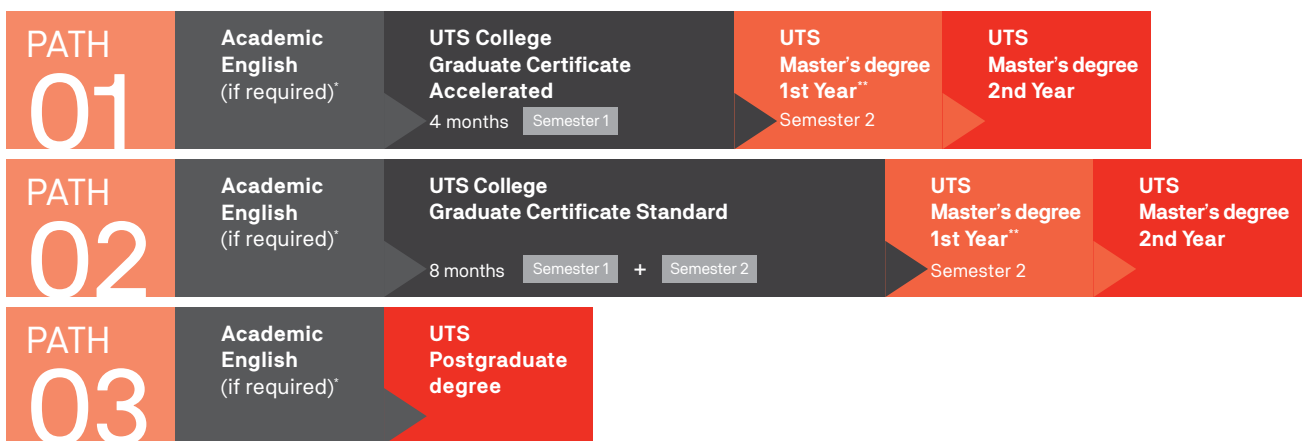 PATH
01
Academic
English
(if required)*
UTS College
Graduate Certificate
Accelerated
4 months Semester 1
UTS
Master's degree
1st Year**
Semester 2
UTS
Master's degree
2nd Year
PATH
02
Academic
English
(if required)*
UTS College
Graduate Certificate Standard
8 months Semester 1 + Semester 2
UTS
Master's degree
1st Year**
Semester 2
UTS
Master's degree
2nd Year
PATH
03
Academic
English
(if required)*
UTS
Postgraduate
degree